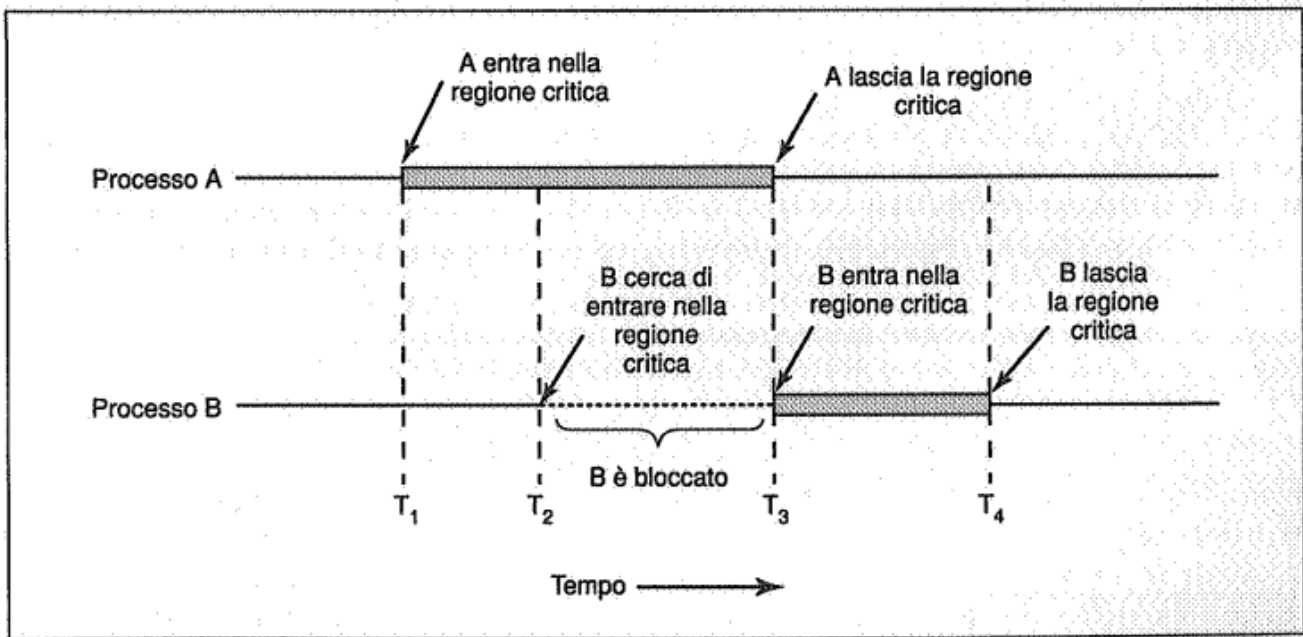 A entra nella
regione critica
A lascia la regione
critica
Processo A
B cerca di
entrare nella
regione
critica
B entra nella
regione critica
B lascia
la regione
critica
Processo B
B è bloccato
T1
T2
T3
T4
Tempo